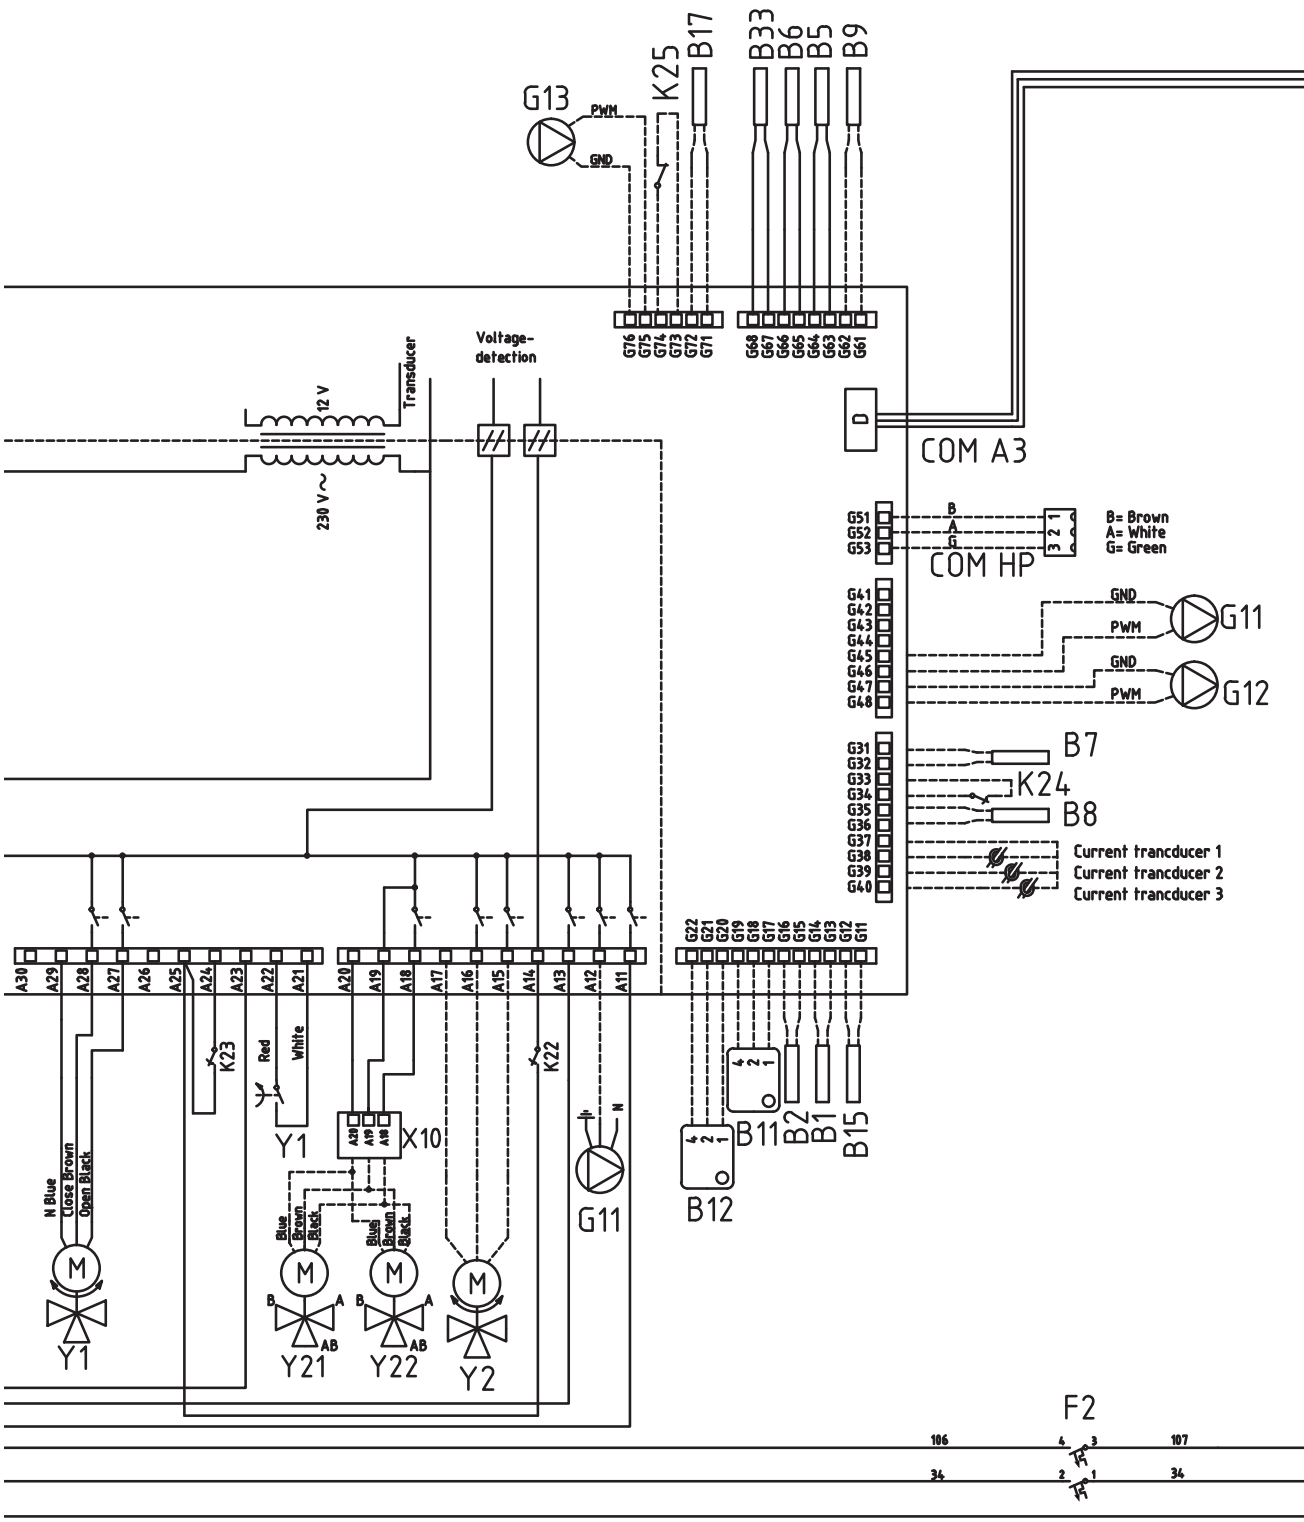 G13
PWM
GND
K25
B17
B33
B6
B5
B9
G76
G75
G74
G73
G72
G71
G68
G67
G66
G65
G64
G63
G62
G61
Voltage-
detection
Transducer
12 V
230 V~
D
COM A3
G51
G52
G53
B
A
G
1
2
3
COM HP
B= Brown
A= White
G= Green
G41
G42
G43
G44
G45
G46
G47
G48
GND
PWM
G11
GND
PWM
G12
G31
G32
G33
G34
G35
G36
G37
G38
G39
G40
B7
K24
B8
Current trancducer 1
Current trancducer 2
Current trancducer 3
G22
G21
G20
G19
G18
G17
G16
G15
G14
G13
G12
G11
A30
A29
A28
A27
A26
A25
A24
A23
A22
A21
A20
A19
A18
A17
A16
A15
A14
A13
A12
A11
K23
Red
White
K22
N
4
2
1
4
2
1
A20
A19
A18
X10
Y1
B11
B2
B1
B15
B12
G11
N Blue
Close Brown
Open Black
Blue
Brown
Black
Blue
Brown
Black
M
M
M
M
B
A
AB
B
A
AB
Y1
Y21
Y22
Y2
F2
106
4
3
107
34
2
1
34